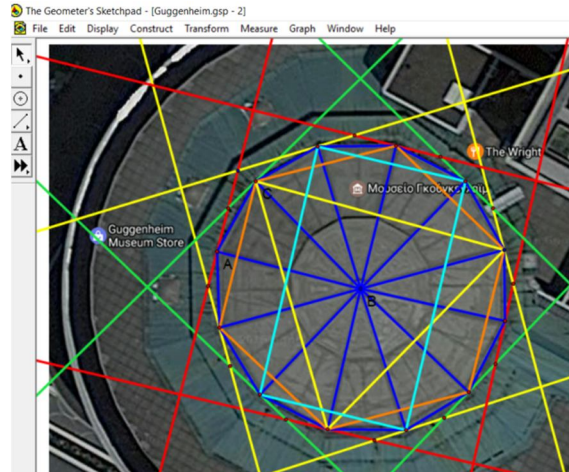 The Geometer's Sketchpad - [Guggenheim.gsp - 2]
File Edit Display Construct Transform Measure Graph Window Help
A
The Wright
Μουσείο Γκουγκενχάιμ
G
Guggenheim
Museum Store
A
B